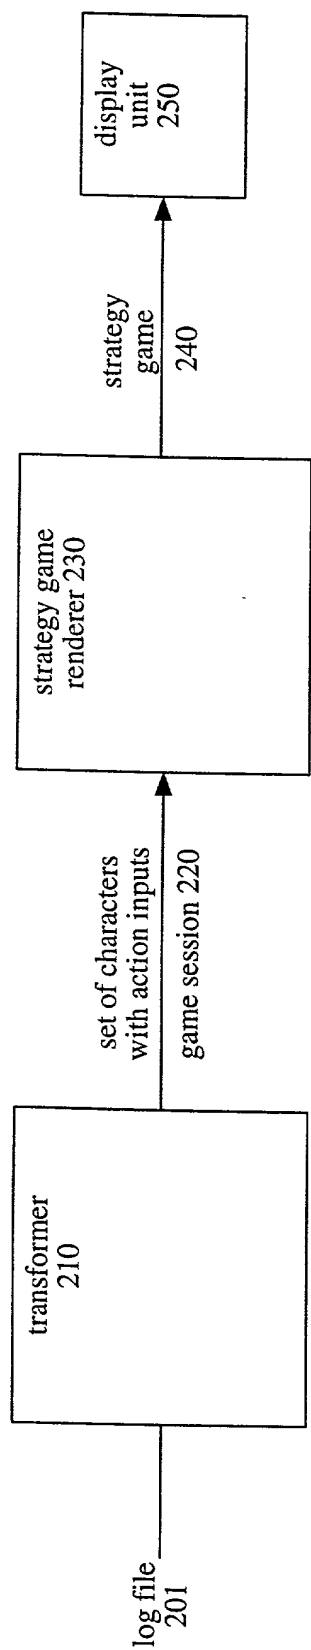 log file
201
transformer
210
set of characters
with action inputs
game session 220
strategy game
renderer 230
strategy
game
240
display
unit
250